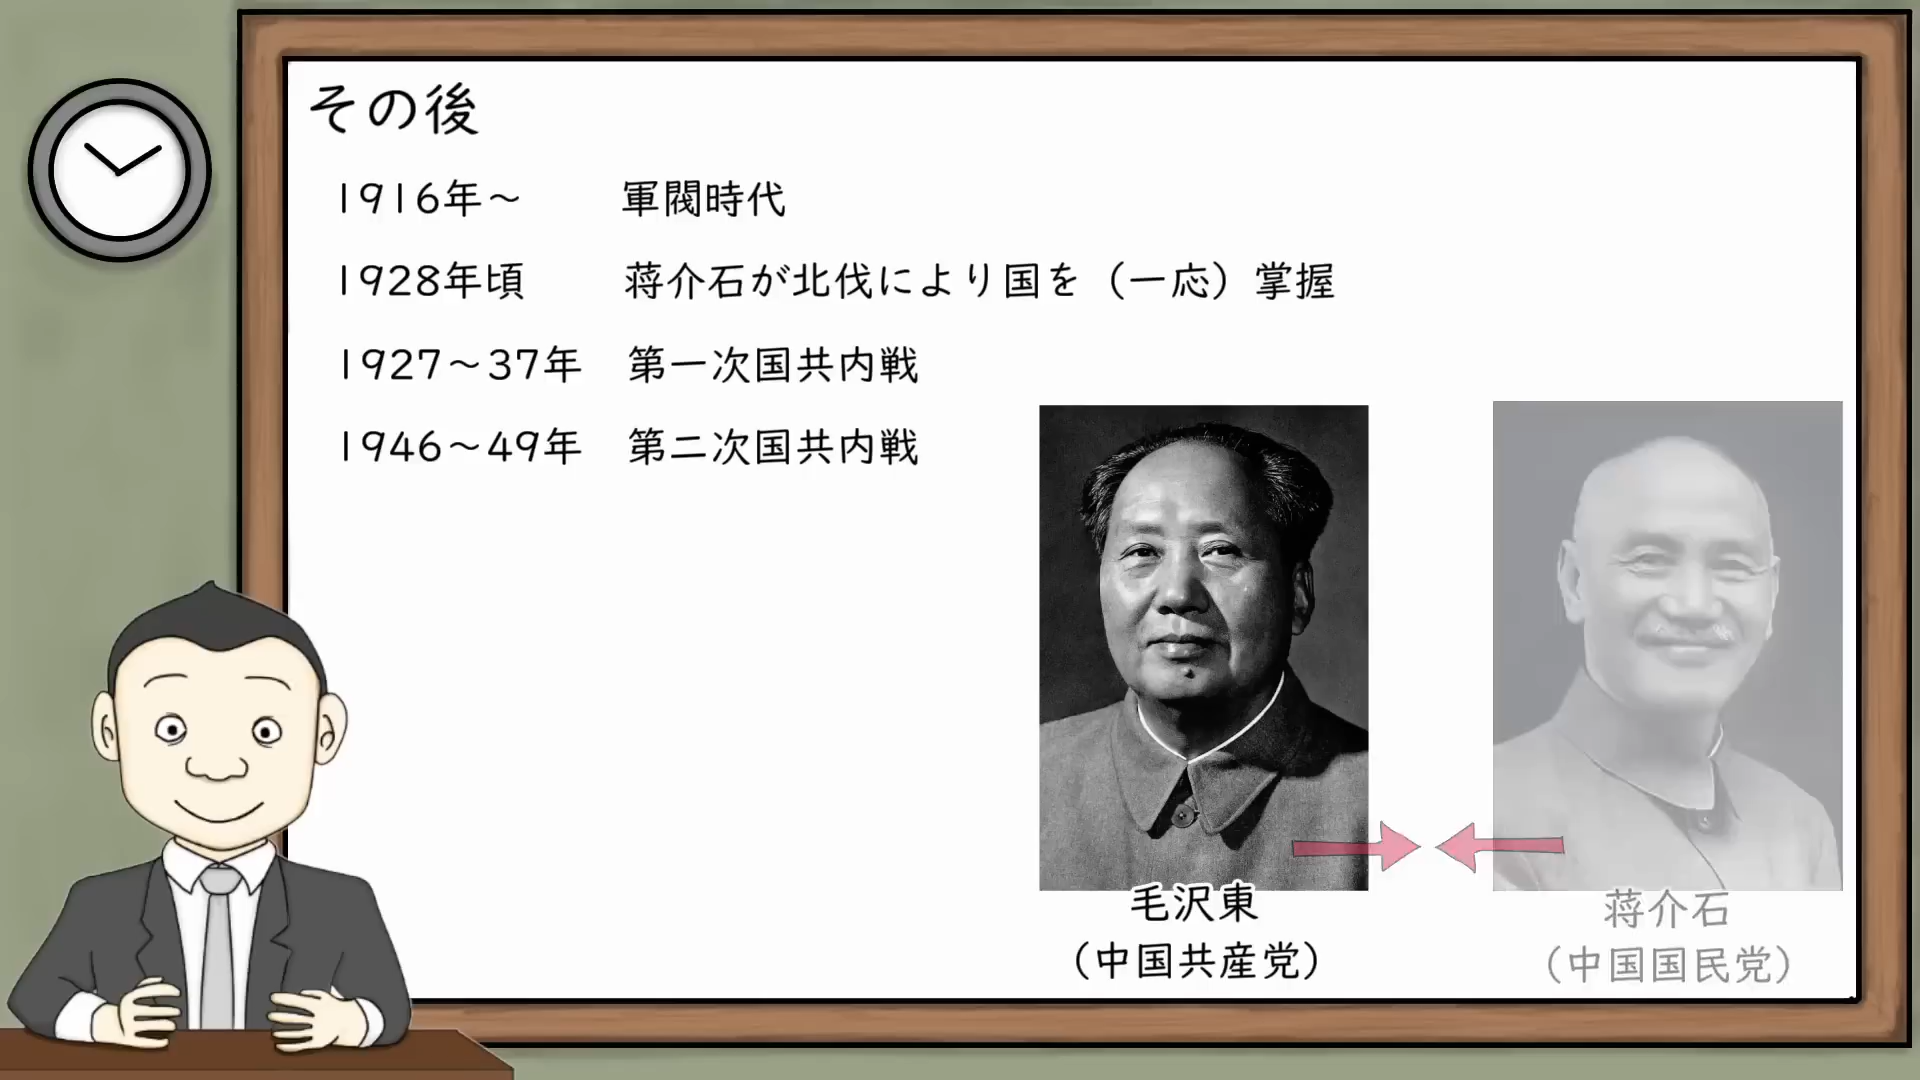 その後
1916年～ 軍閥時代
1928年頃 蒋介石が北伐により国を（一応）掌握
1927～37年 第一次国共内戦
1946～49年 第二次国共内戦
毛沢東
（中国共産党）
蒋介石
（中国国民党）